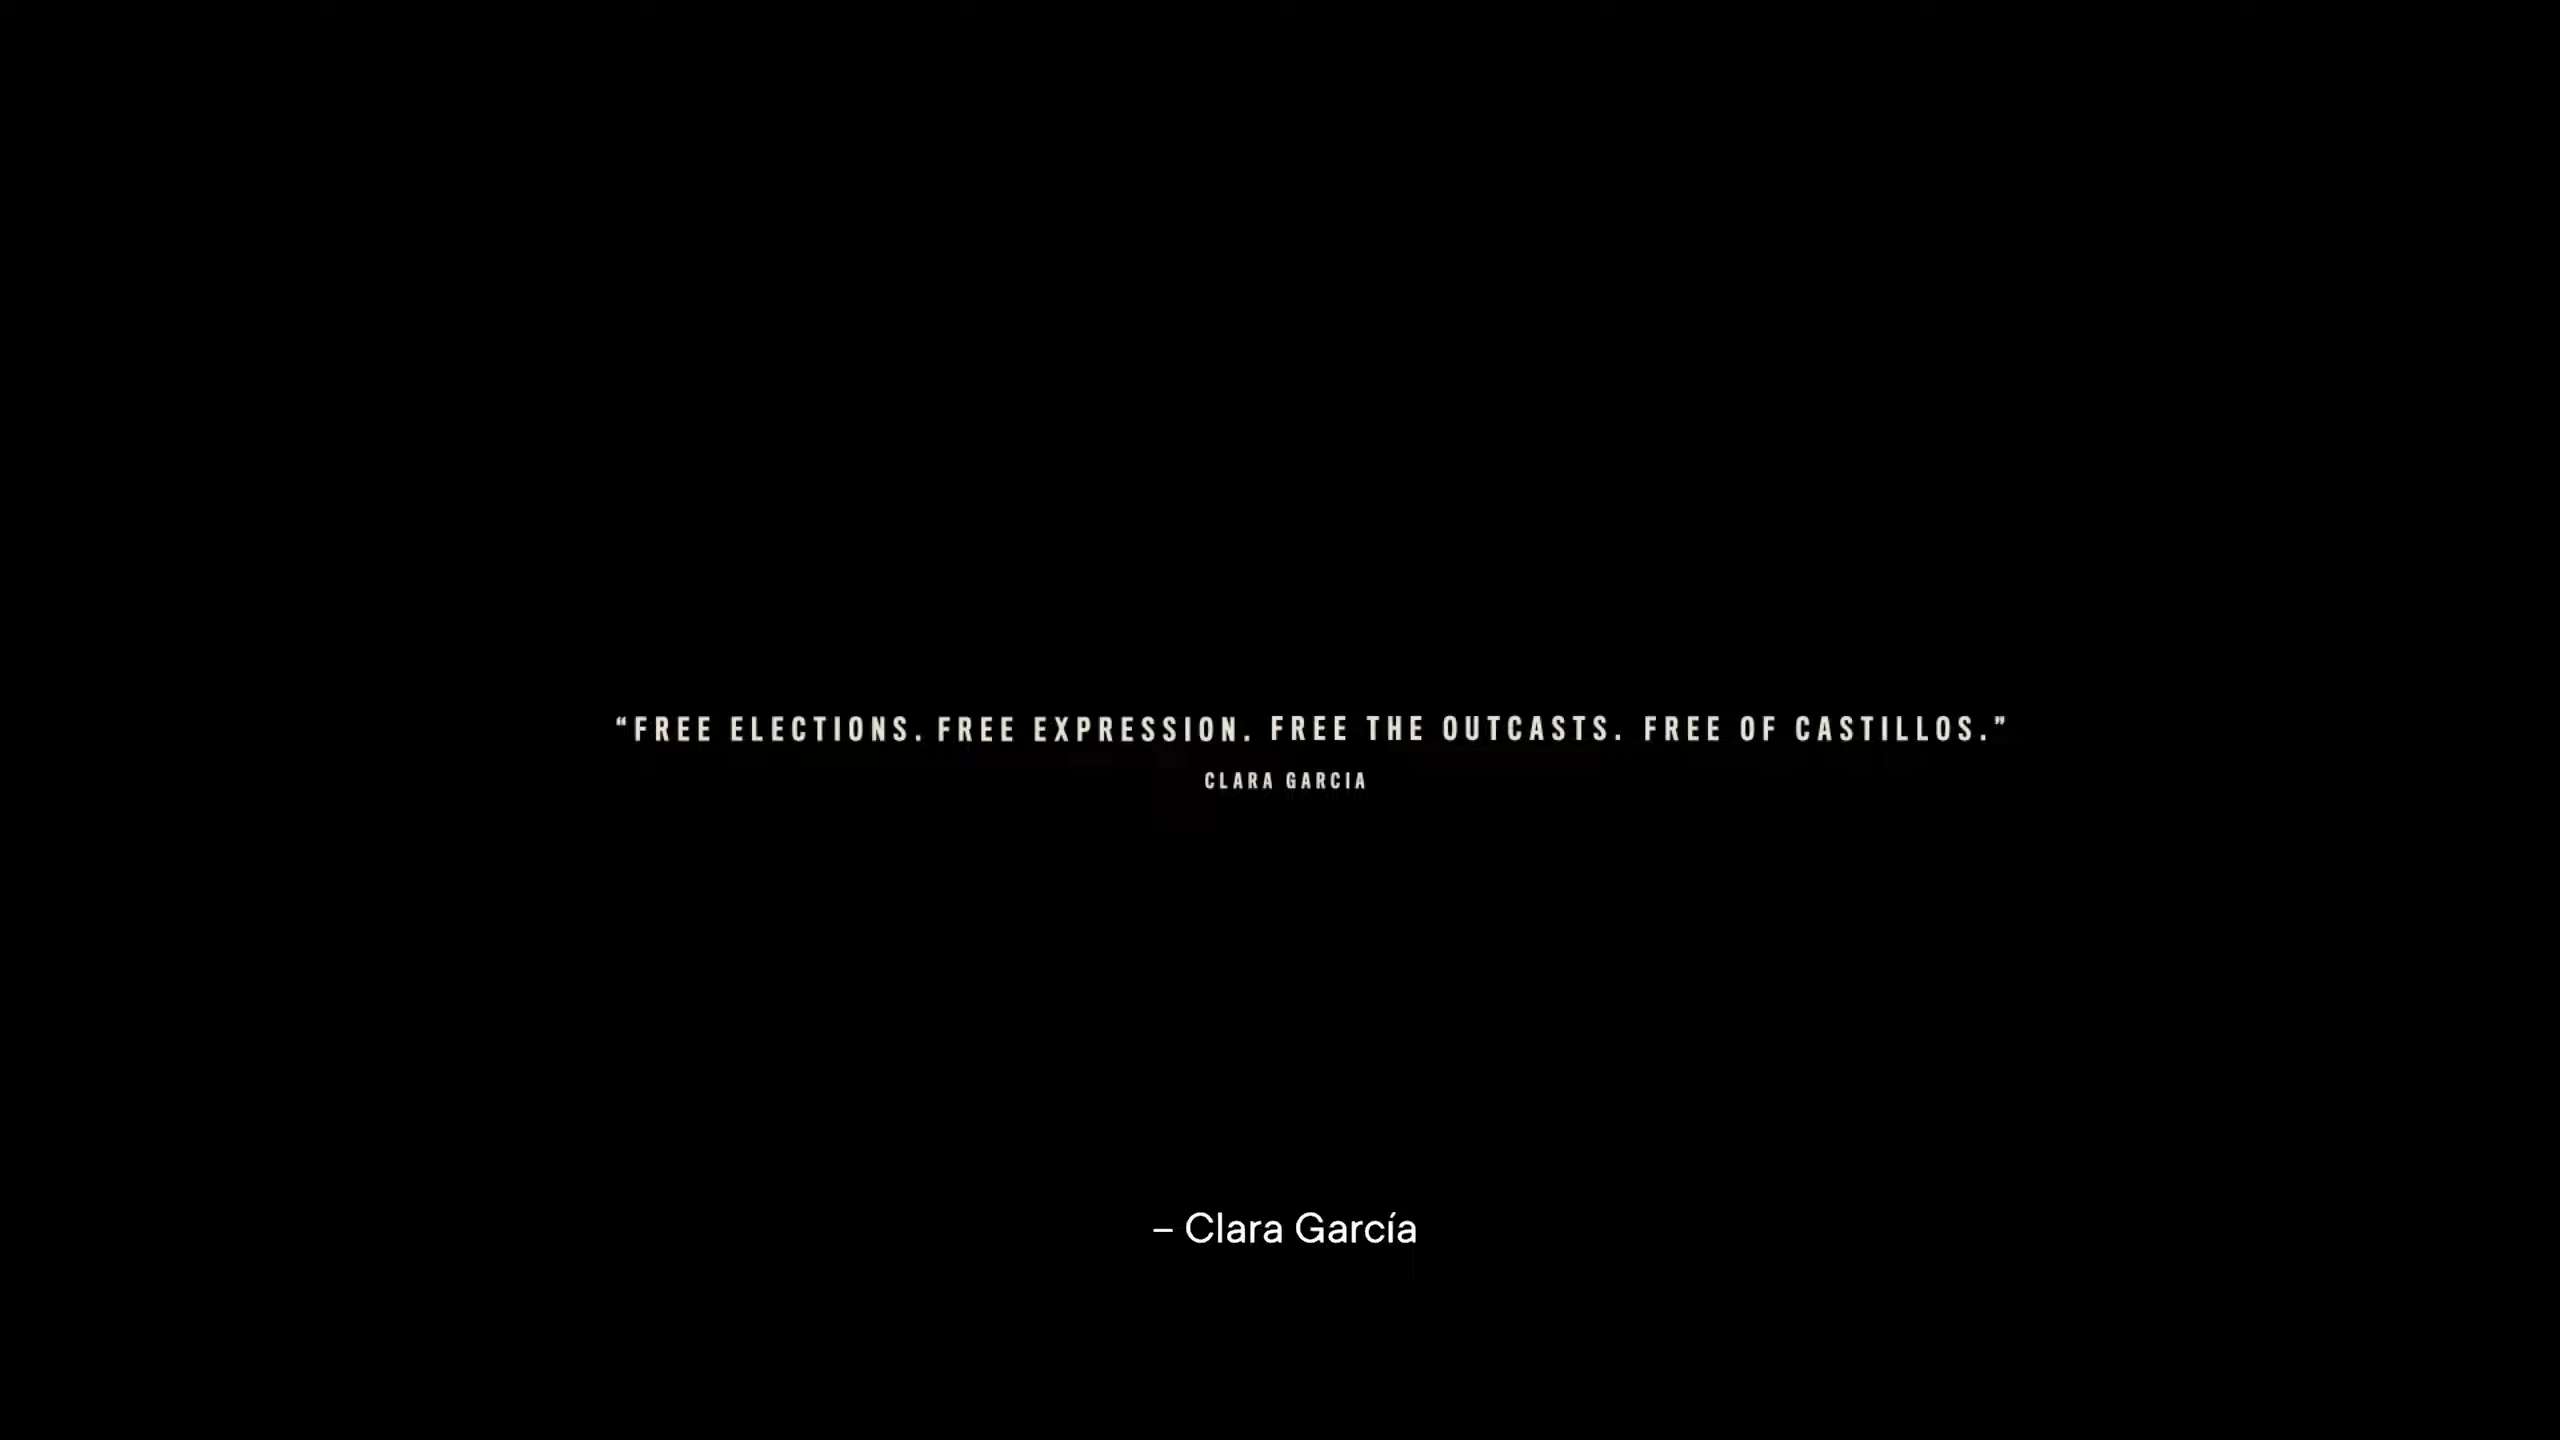 “FREE ELECTIONS. FREE EXPRESSION. FREE THE OUTCASTS. FREE OF CASTILLOS.”
CLARA GARCIA
– Clara García